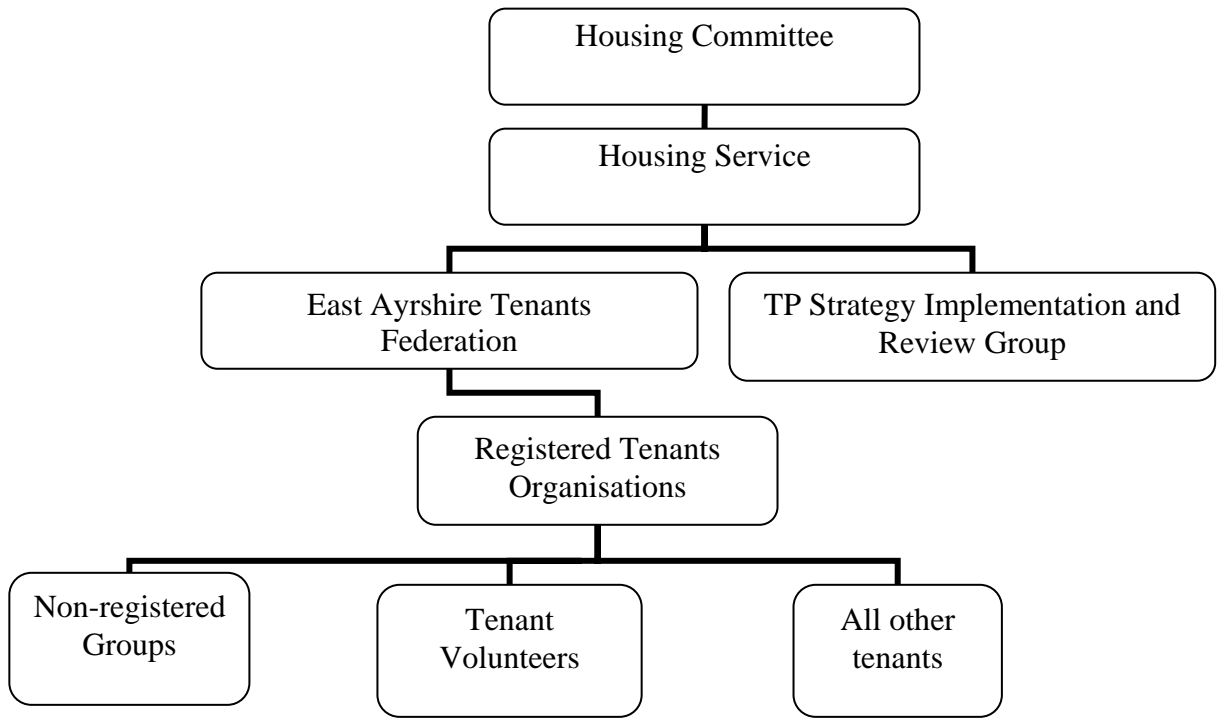 Housing Committee
Housing Service
East Ayrshire Tenants
Federation
TP Strategy Implementation and
Review Group
Registered Tenants
Organisations
Non-registered
Groups
Tenant
Volunteers
All other
tenants